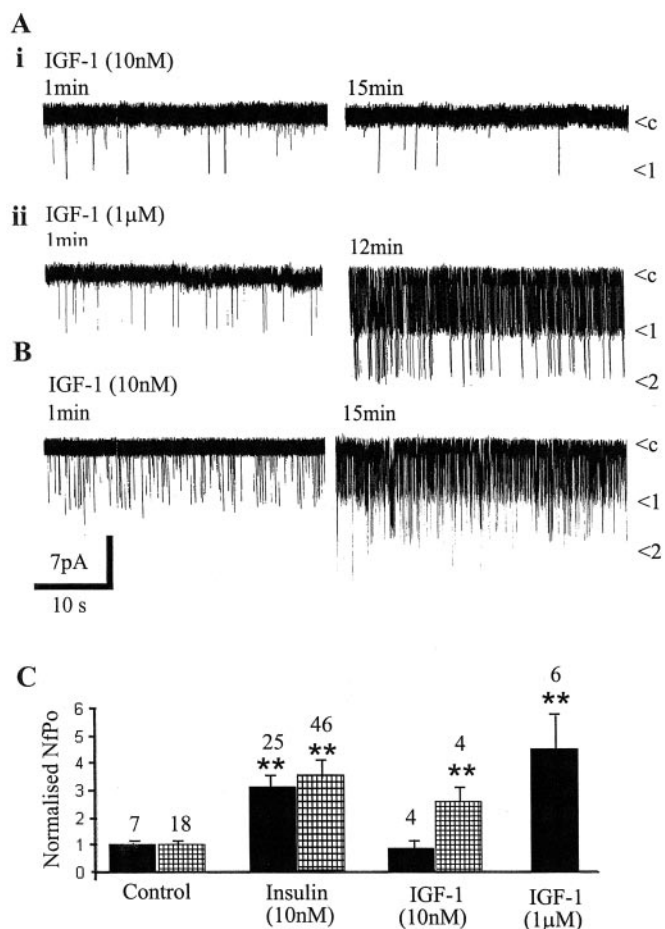 A
i IGF-1 (10nM)
1min 15min
<c
<1
ii IGF-1 (1μM)
1min 12min
<c
<1
<2
B
IGF-1 (10nM)
1min 15min
<c
<1
<2
7pA
10 s
C
Normalised NfPo
6
5
4
3
2
1
0
7 18 25 46 4 4 6
** ** ** **
Control Insulin IGF-1 IGF-1
(10nM) (10nM) (1μM)